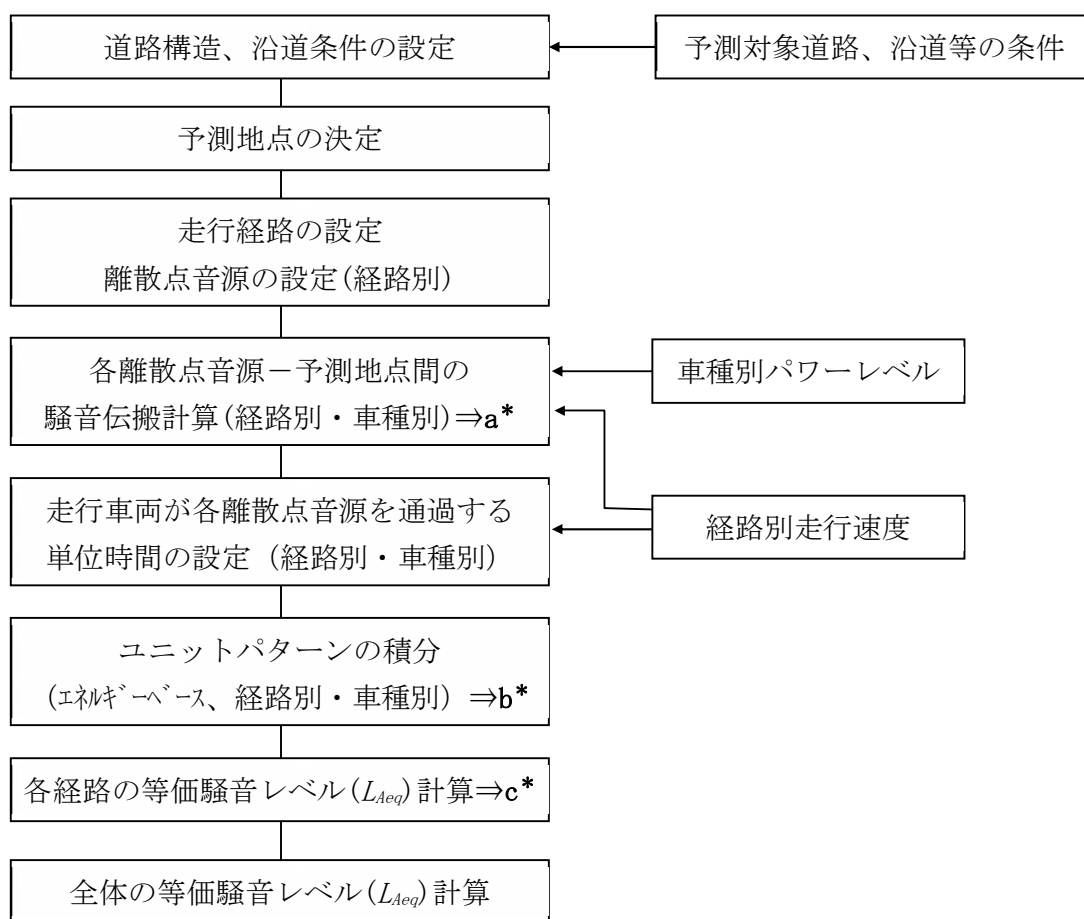 道路構造、沿道条件の設定
予測対象道路、沿道等の条件
予測地点の決定
走行経路の設定
離散点音源の設定(経路別)
各離散点音源－予測地点間の
騒音伝搬計算(経路別・車種別)⇒a*
車種別パワーレベル
走行車両が各離散点音源を通過する
単位時間の設定 (経路別・車種別)
経路別走行速度
ユニットパターンの積分
(ｴﾈﾙｷﾞｰﾍﾞｰｽ、経路別・車種別) ⇒b*
各経路の等価騒音レベル(LAeq)計算⇒c*
全体の等価騒音レベル(LAeq)計算